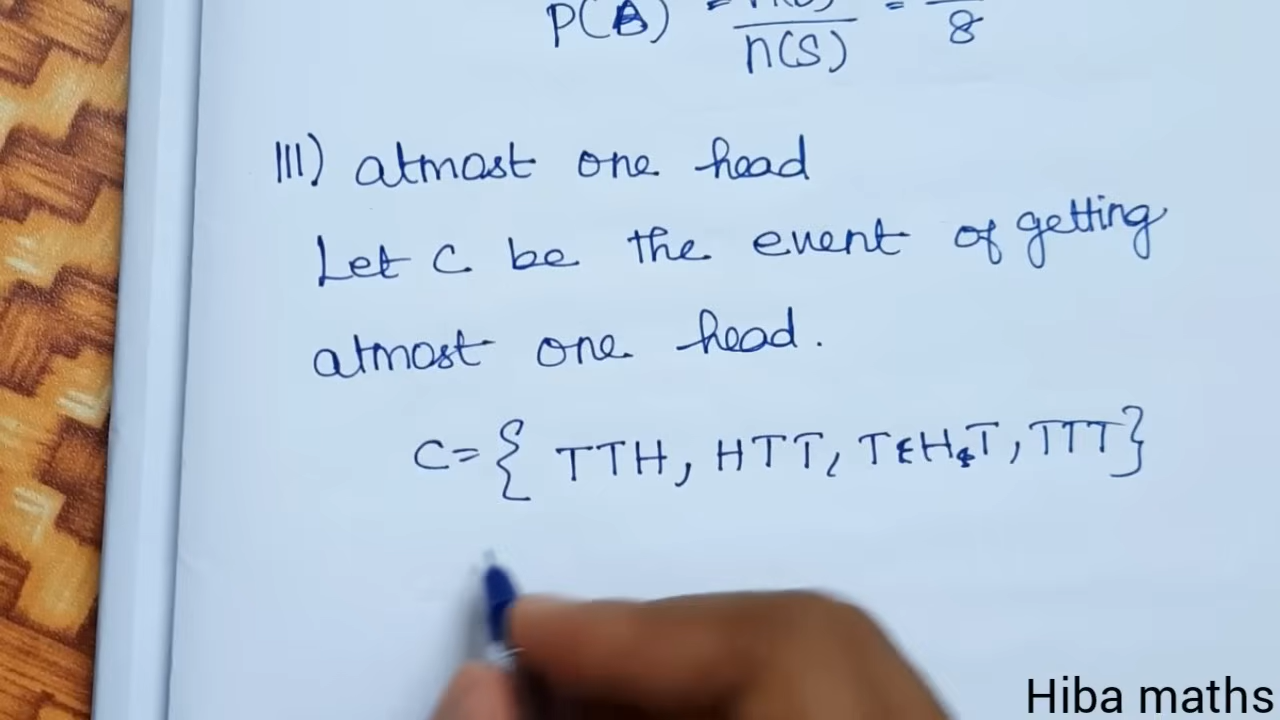 P(B) = =
n(S) 8
III) atmost one head
Let C be the event of getting
atmost one head.
C = { TTH, HTT, THT, TTT }
Hiba maths